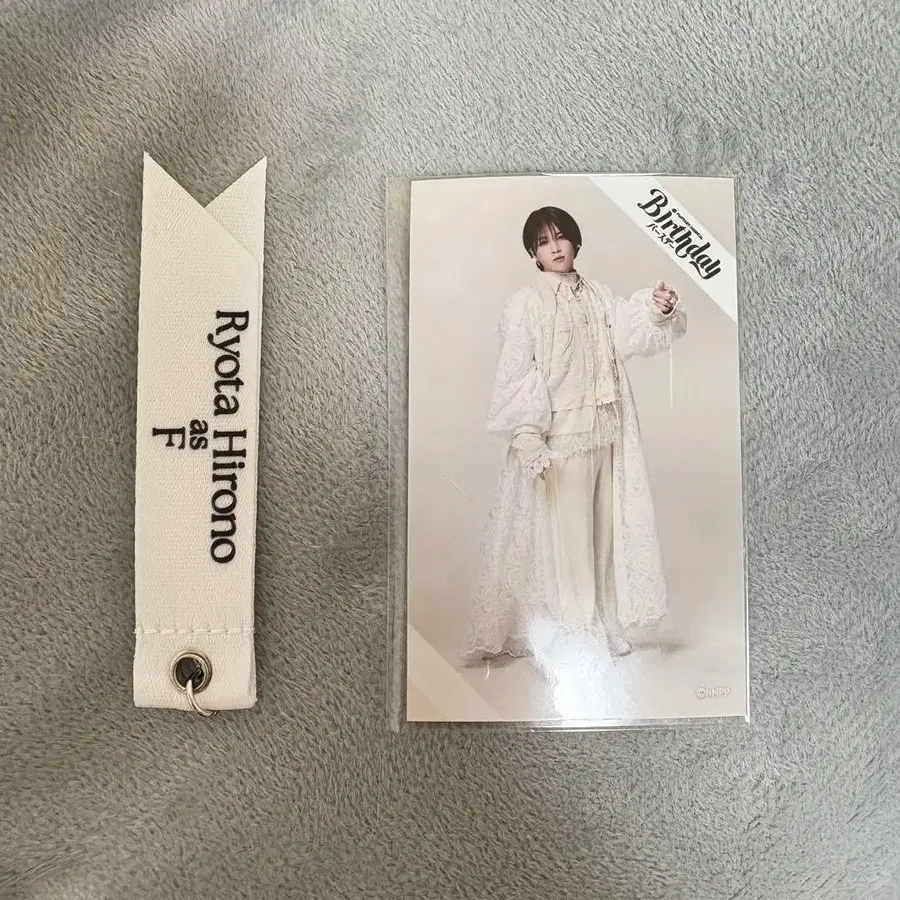 Ryota Hirono
as
F
Birthday
バースデー
©hMPP